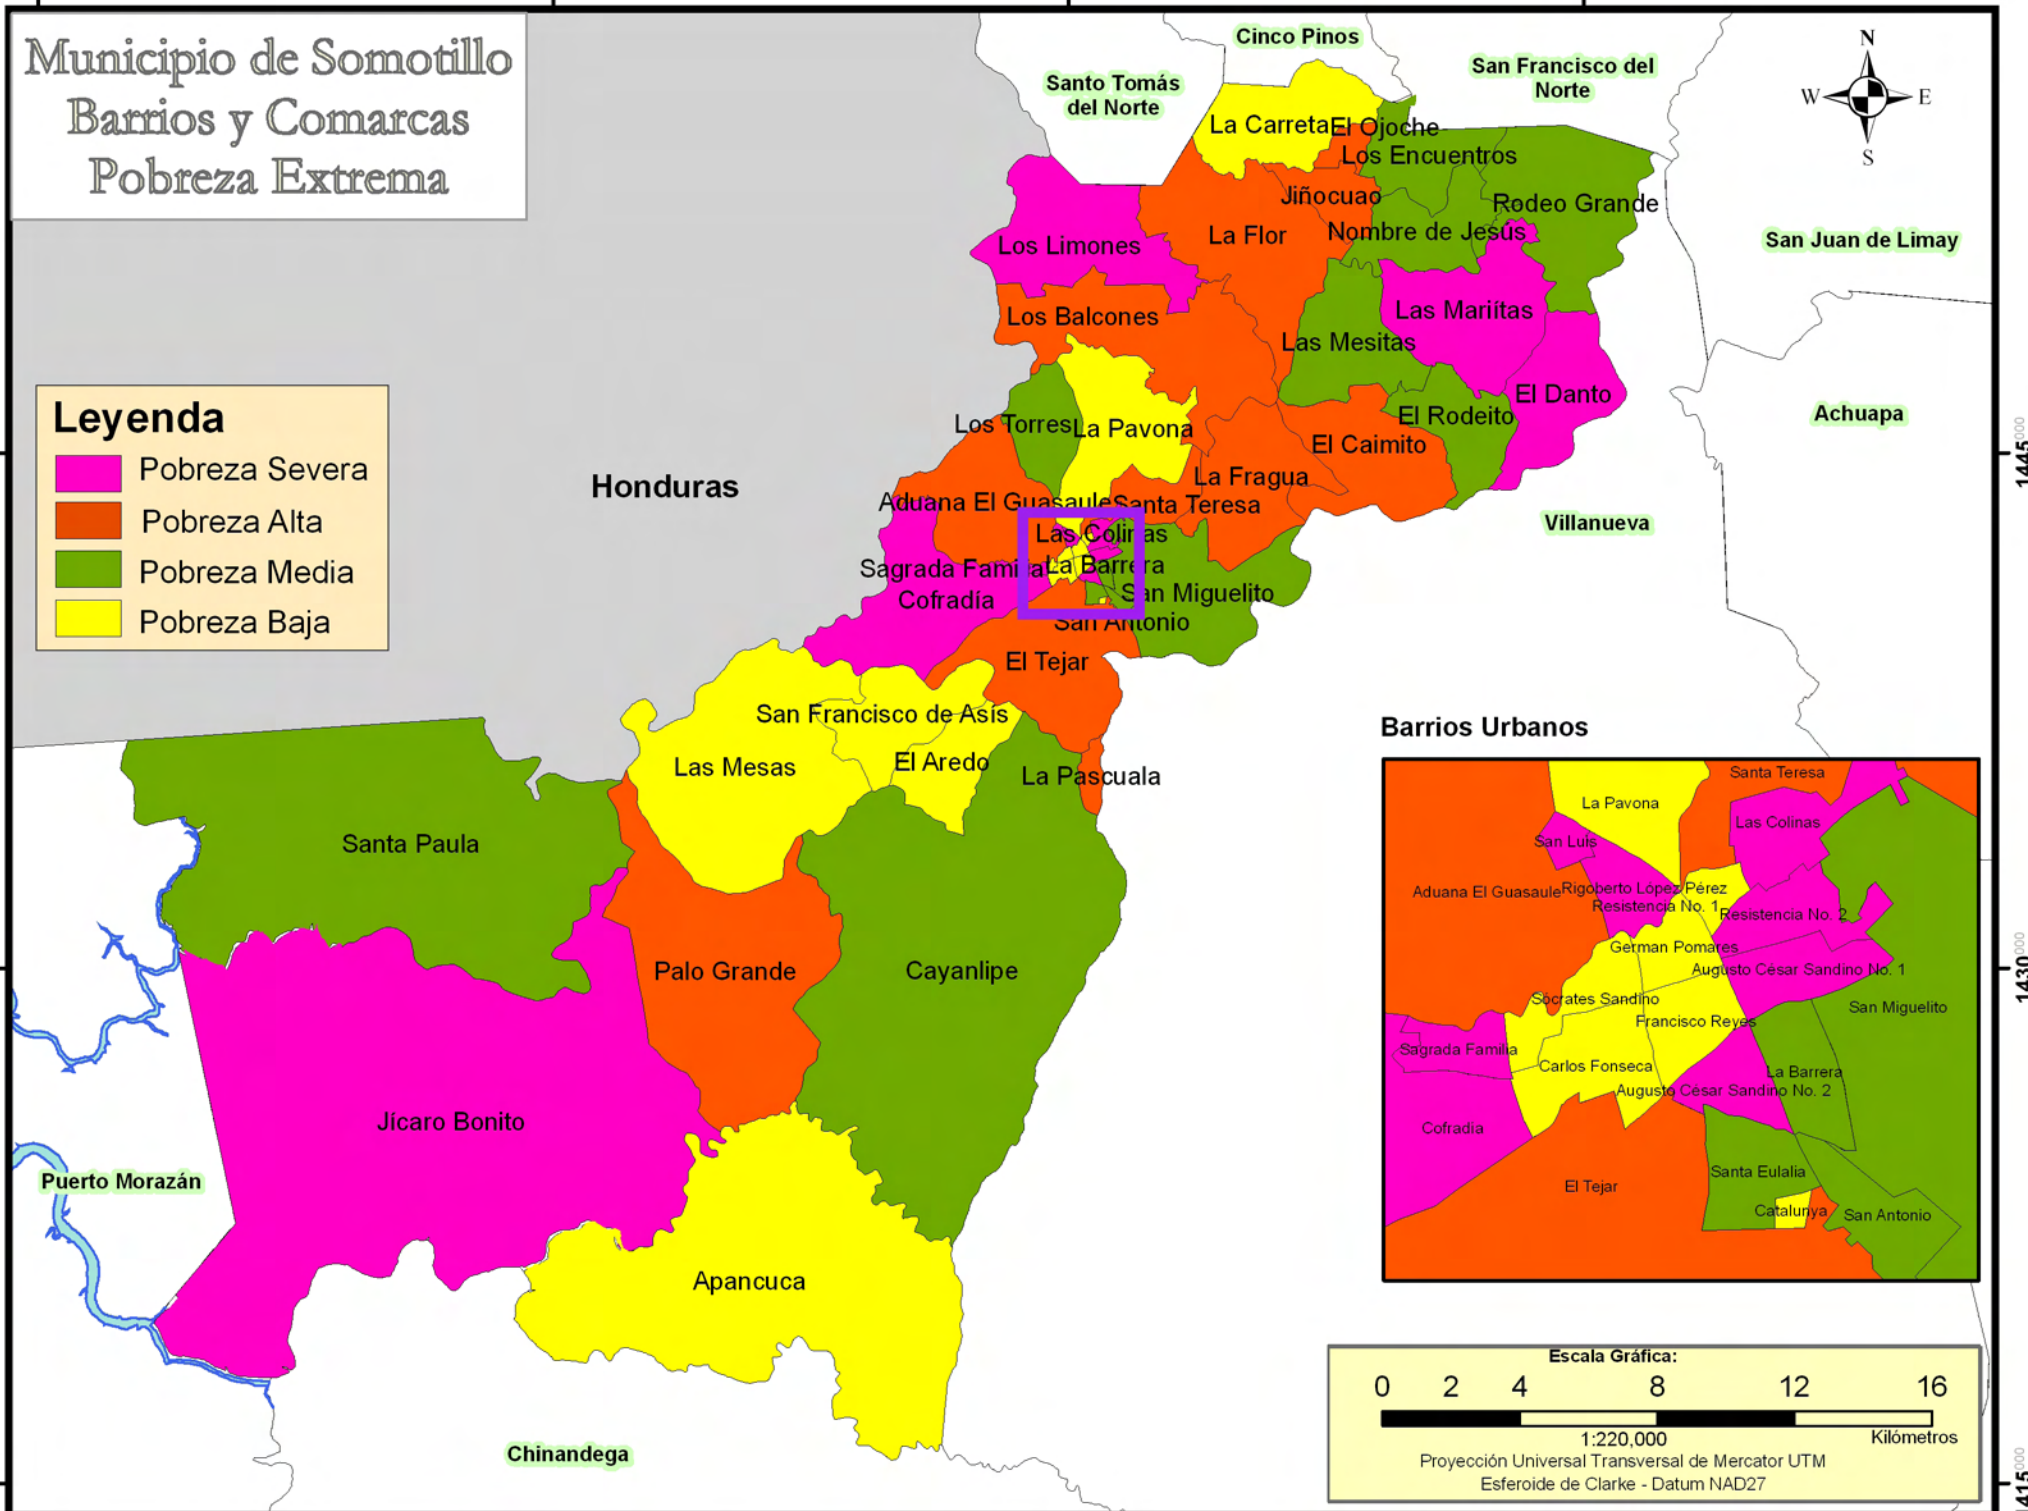 Municipio de Somotillo
Barrios y Comarcas
Pobreza Extrema
Cinco Pinos
San Francisco del
Norte
Santo Tomás
del Norte
N
W E
S
La Carreta
El Ojoche
Los Encuentros
Jiñocuao
Rodeo Grande
La Flor
Nombre de Jesús
Los Limones
San Juan de Limay
Las Mariítas
Los Balcones
Las Mesitas
El Danto
Achuapa
El Rodeito
Los Torres
La Pavona
El Caimito
La Fragua
Honduras
Aduana El Guasaule
Santa Teresa
Villanueva
Las Colinas
La Barrera
Sagrada Familia
Cofradía
San Miguelito
San Antonio
El Tejar
San Francisco de Asís
Las Mesas
El Aredo
La Pascuala
Santa Paula
Palo Grande
Cayanlipe
Jícaro Bonito
Puerto Morazán
Apancuca
Chinandega
Leyenda
Pobreza Severa
Pobreza Alta
Pobreza Media
Pobreza Baja
1445000
1430000
1415000
Barrios Urbanos
Santa Teresa
La Pavona
Las Colinas
San Luis
Aduana El Guasaule
Rigoberto López Pérez
Resistencia No. 1
Resistencia No. 2
German Pomares
Augusto César Sandino No. 1
Sócrates Sandino
San Miguelito
Francisco Reyes
Sagrada Familia
Carlos Fonseca
La Barrera
Augusto César Sandino No. 2
Cofradia
Santa Eulalia
El Tejar
Catalunya
San Antonio
Escala Gráfica:
0 2 4 8 12 16
1:220,000
Kilómetros
Proyección Universal Transversal de Mercator UTM
Esferoide de Clarke - Datum NAD27